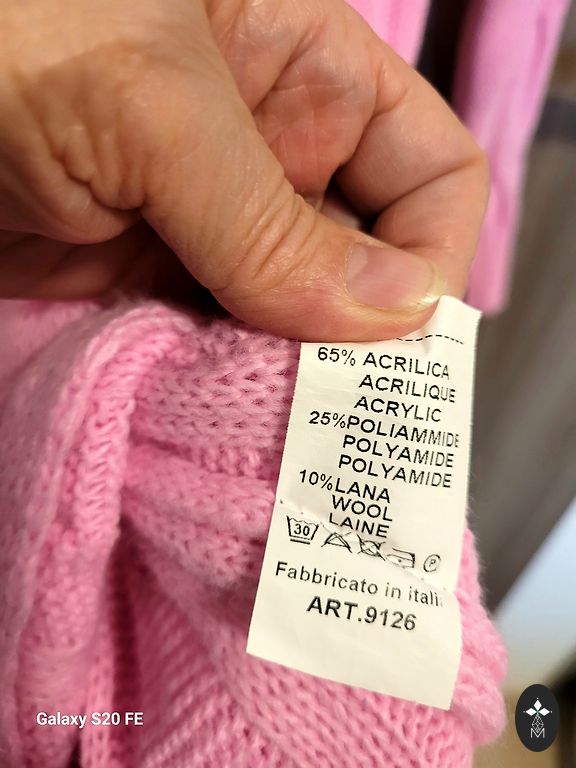 65% ACRILICA
ACRILIQUE
ACRYLIC
25%POLIAMMIDE
POLYAMIDE
POLYAMIDE
10%LANA
WOOL
LAINE
30
P
Fabbricato in itali
ART.9126
Galaxy S20 FE
M